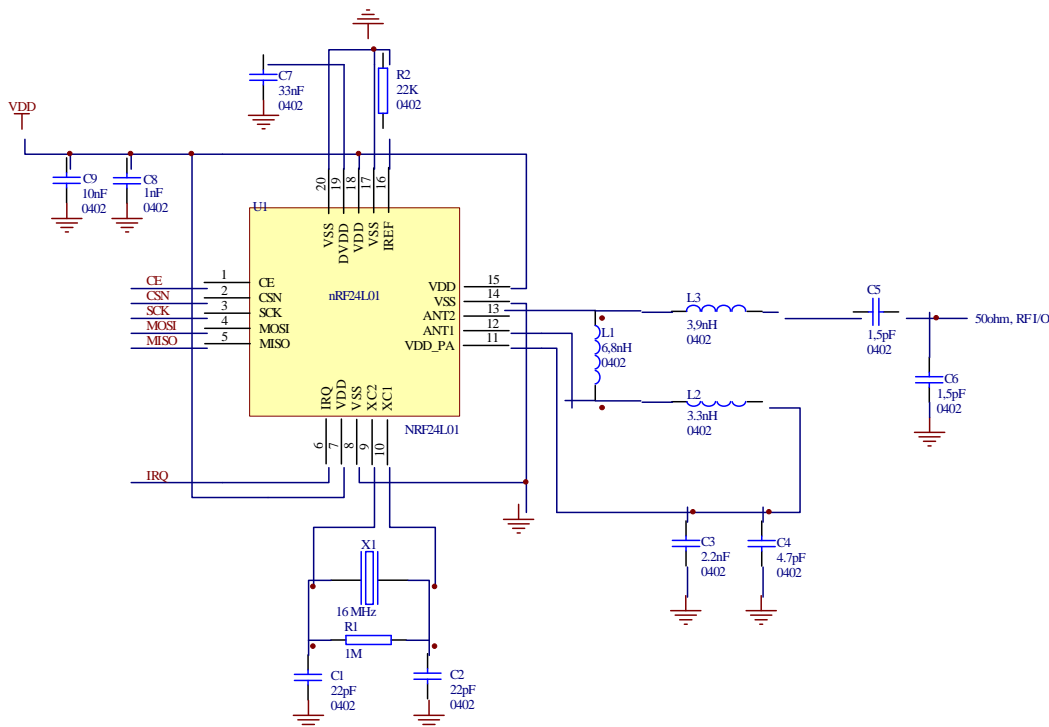 C7
33nF
0402
R2
22K
0402
VDD
C9
10nF
0402
C8
1nF
0402
20
19
18
17
16
U1
VSS
DVDD
VDD
VSS
IREF
nRF24L01
CE
CSN
SCK
MOSI
MISO
1
2
3
4
5
CE
CSN
SCK
MOSI
MISO
VDD
VSS
ANT2
ANT1
VDD_PA
15
14
13
12
11
IRQ
VDD
VSS
XC2
XC1
6
7
8
9
10
NRF24L01
IRQ
L3
3,9nH
0402
L1
6,8nH
0402
L2
3.3nH
0402
C5
1,5pF
0402
50ohm, RF I/O
C6
1,5pF
0402
C3
2.2nF
0402
C4
4.7pF
0402
X1
16 MHz
R1
1M
C1
22pF
0402
C2
22pF
0402